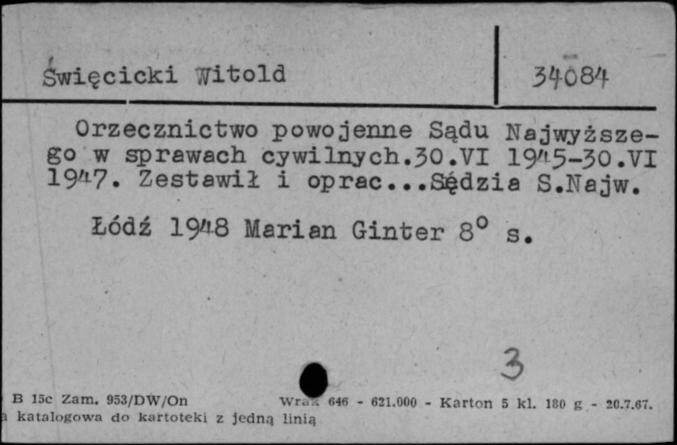 Święcicki Witold 34084
Orzecznictwo powojenne Sądu Najwyższe-
go w sprawach cywilnych.30.VI 1945-30.VI
1947. Zestawił i oprac...Sędzia S.Najw.
Łódź 1948 Marian Ginter 8° s.
3
B 15c Zam. 953/DW/On 646 - 621.000 - Karton 5 kl. 180 g - 20.7.67.
katalogowa do kartoteki z jedną linią